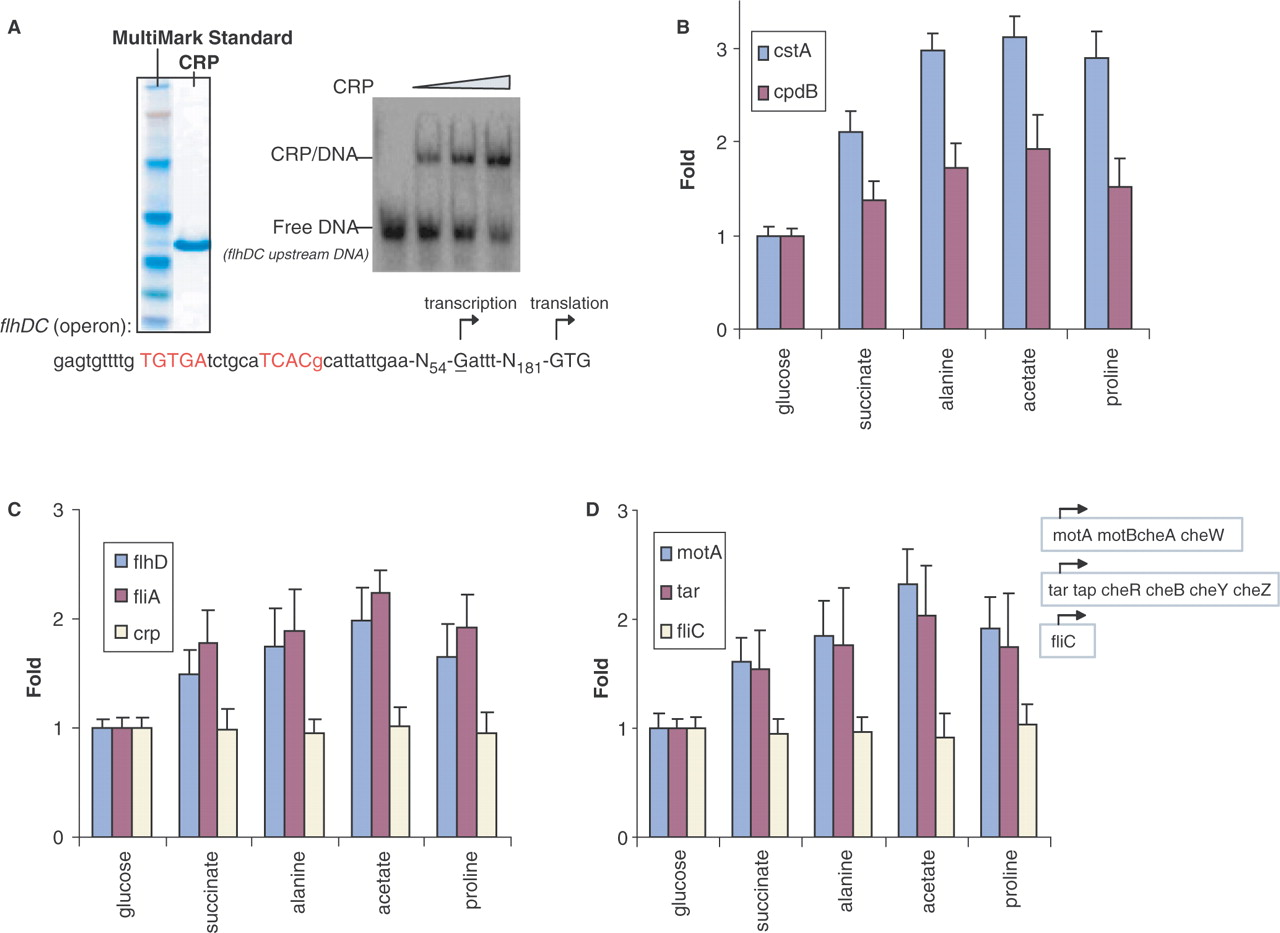 A
MultiMark Standard
CRP
CRP
CRP/DNA
Free DNA
(flhDC upstream DNA)
transcription translation
flhDC (operon):
gagtgttttg TGTGAtctgcaTCACgcattattgaa-N54-Gattt-N181-GTG
B
cstA
cpdB
Fold
3
2
1
0
glucose
succinate
alanine
acetate
proline
C
flhD
fliA
crp
Fold
3
2
1
0
glucose
succinate
alanine
acetate
proline
D
motA
tar
fliC
Fold
3
2
1
0
glucose
succinate
alanine
acetate
proline
motA motBcheA cheW
tar tap cheR cheB cheY cheZ
fliC